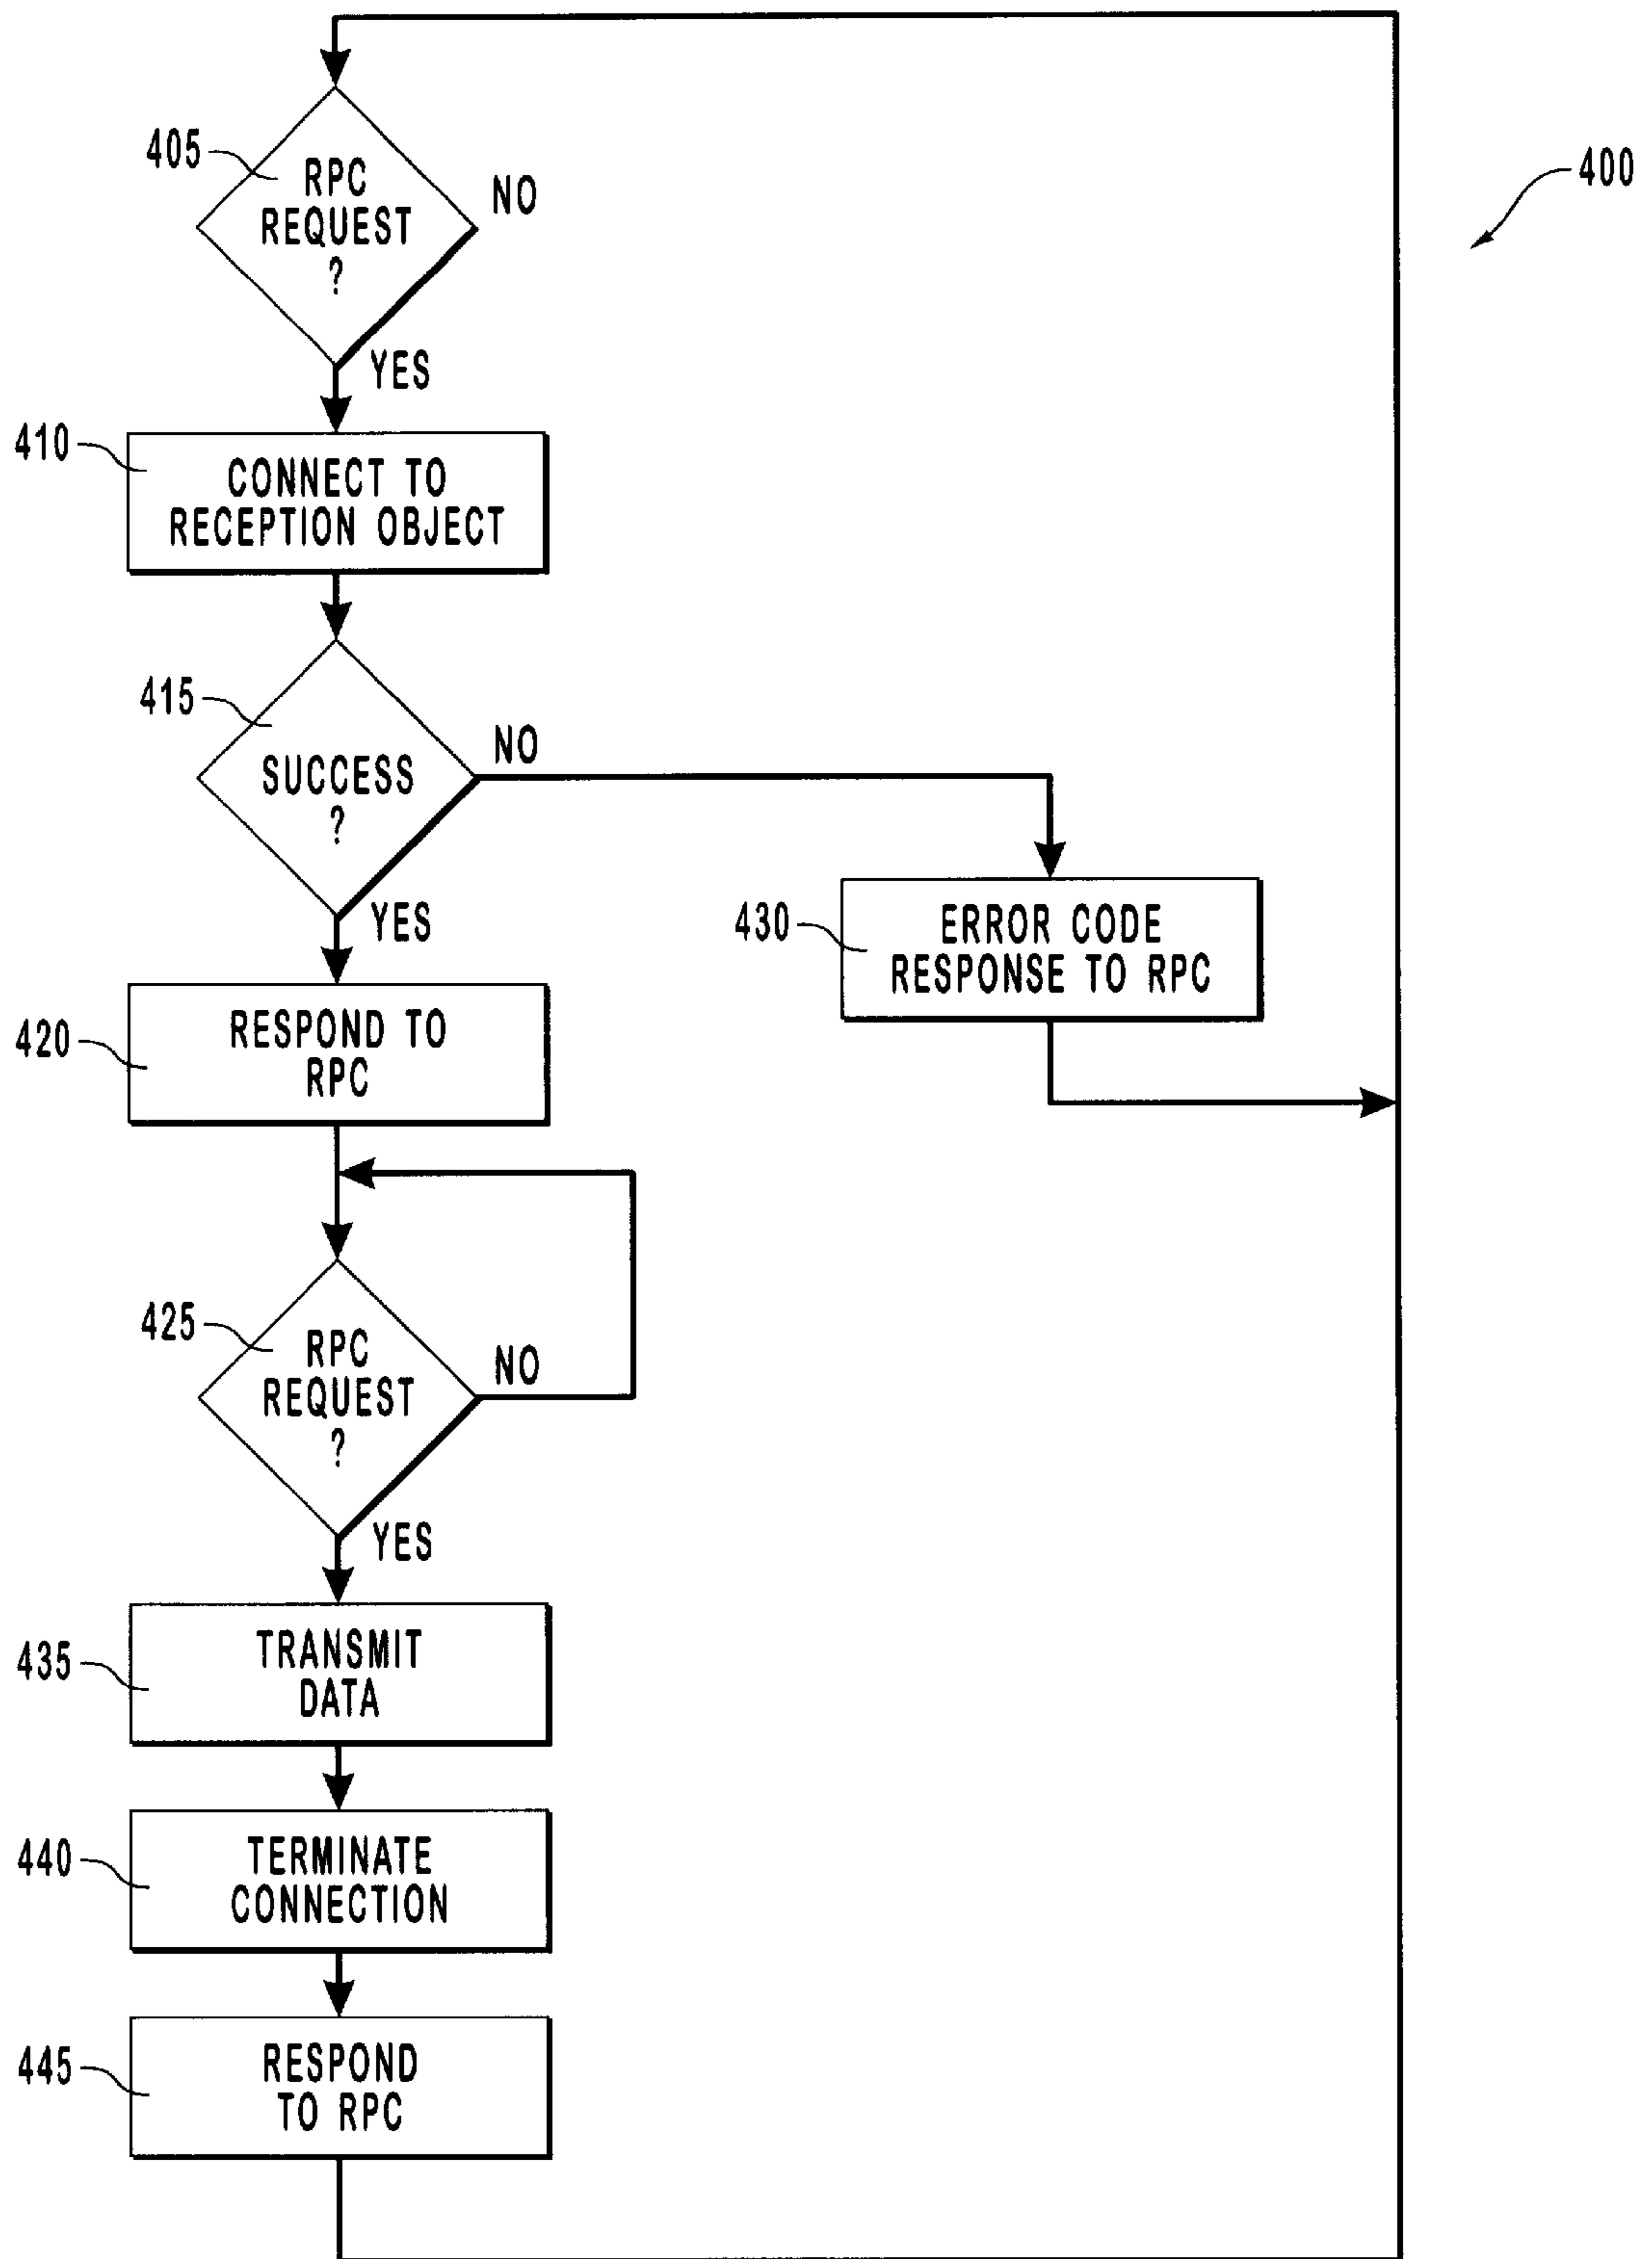 400
405
RPC
REQUEST
?
NO
YES
410
CONNECT TO
RECEPTION OBJECT
415
SUCCESS
?
NO
YES
430
ERROR CODE
RESPONSE TO RPC
420
RESPOND TO
RPC
425
RPC
REQUEST
?
NO
YES
435
TRANSMIT
DATA
440
TERMINATE
CONNECTION
445
RESPOND
TO RPC